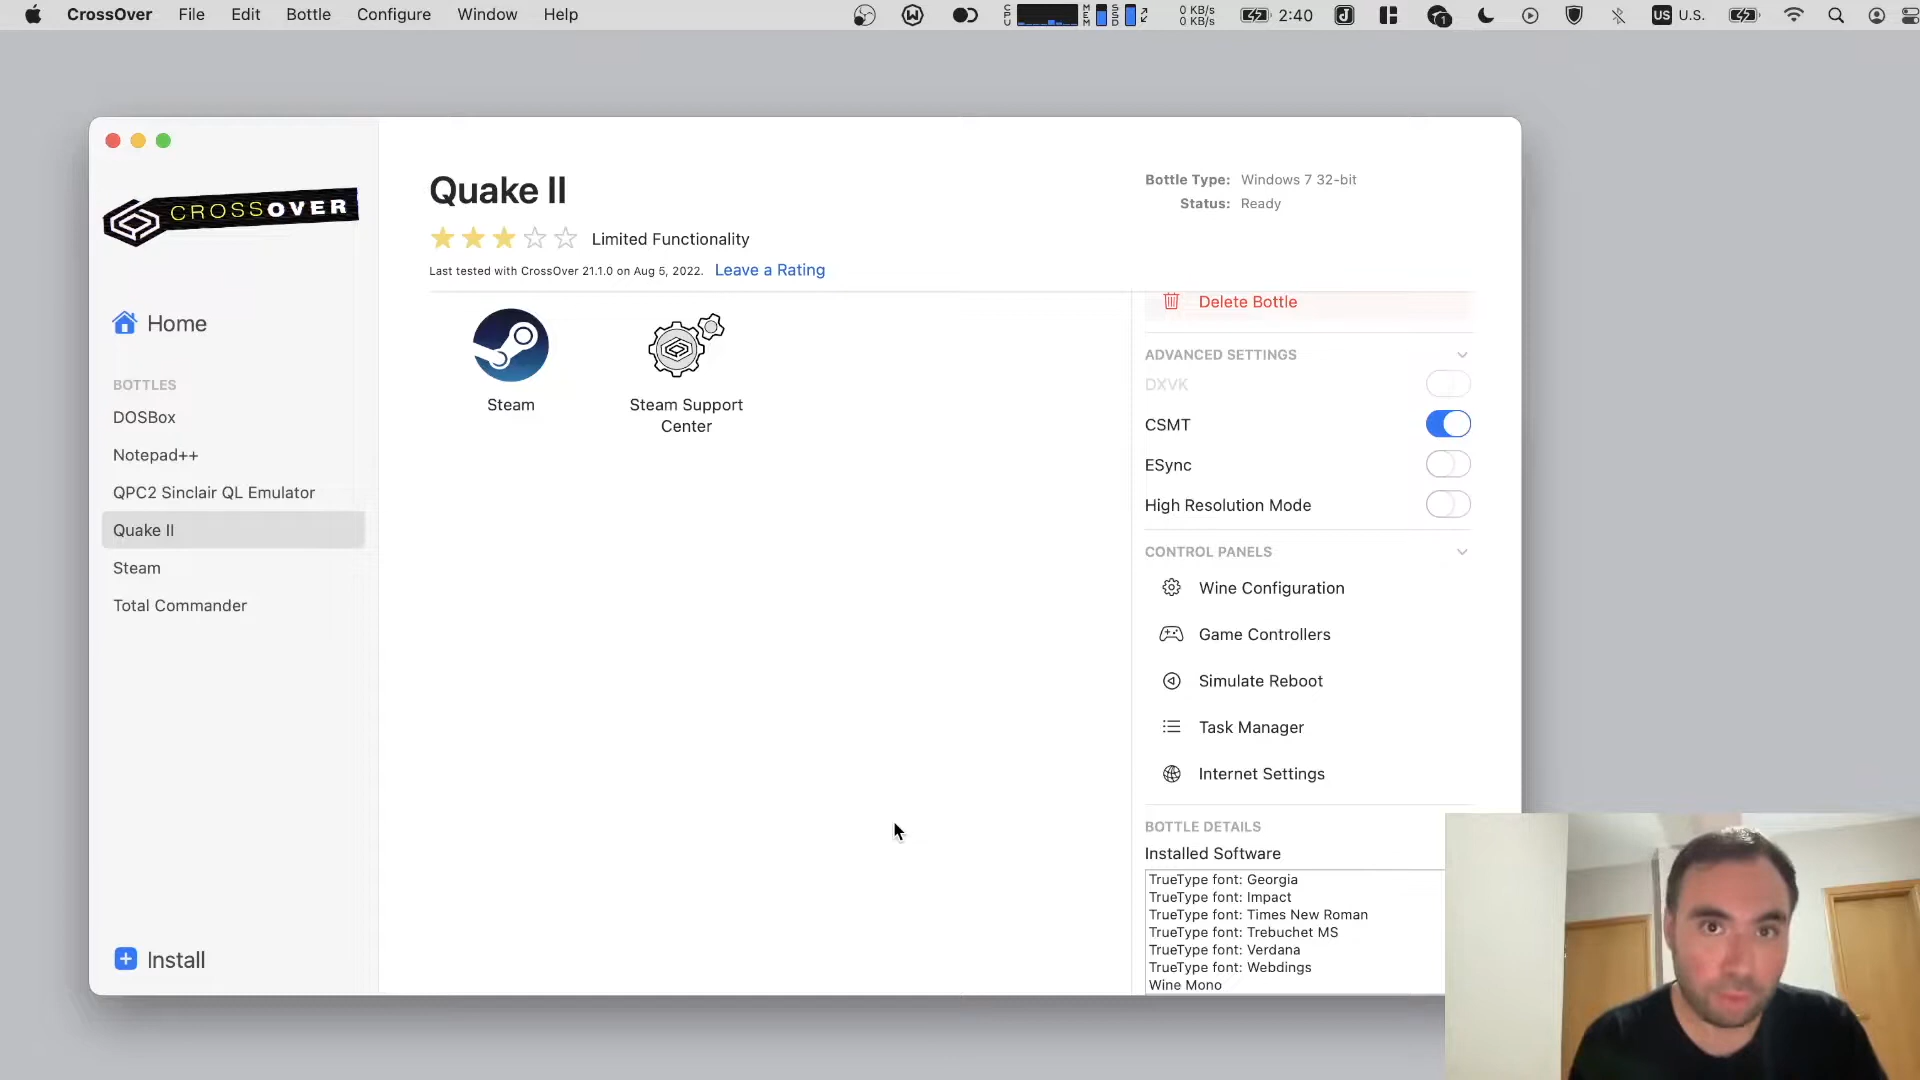 CrossOver File Edit Bottle Configure Window Help
CPU MEM SSD 0 KB/s 0 KB/s 2:40 1 US U.S.
CROSSOVER
Home
BOTTLES
DOSBox
Notepad++
QPC2 Sinclair QL Emulator
Quake II
Steam
Total Commander
Install
Quake II
Limited Functionality
Last tested with CrossOver 21.1.0 on Aug 5, 2022. Leave a Rating
Bottle Type: Windows 7 32-bit
Status: Ready
Steam
Steam Support
Center
Delete Bottle
ADVANCED SETTINGS
DXVK
CSMT
ESync
High Resolution Mode
CONTROL PANELS
Wine Configuration
Game Controllers
Simulate Reboot
Task Manager
Internet Settings
BOTTLE DETAILS
Installed Software
TrueType font: Georgia
TrueType font: Impact
TrueType font: Times New Roman
TrueType font: Trebuchet MS
TrueType font: Verdana
TrueType font: Webdings
Wine Mono